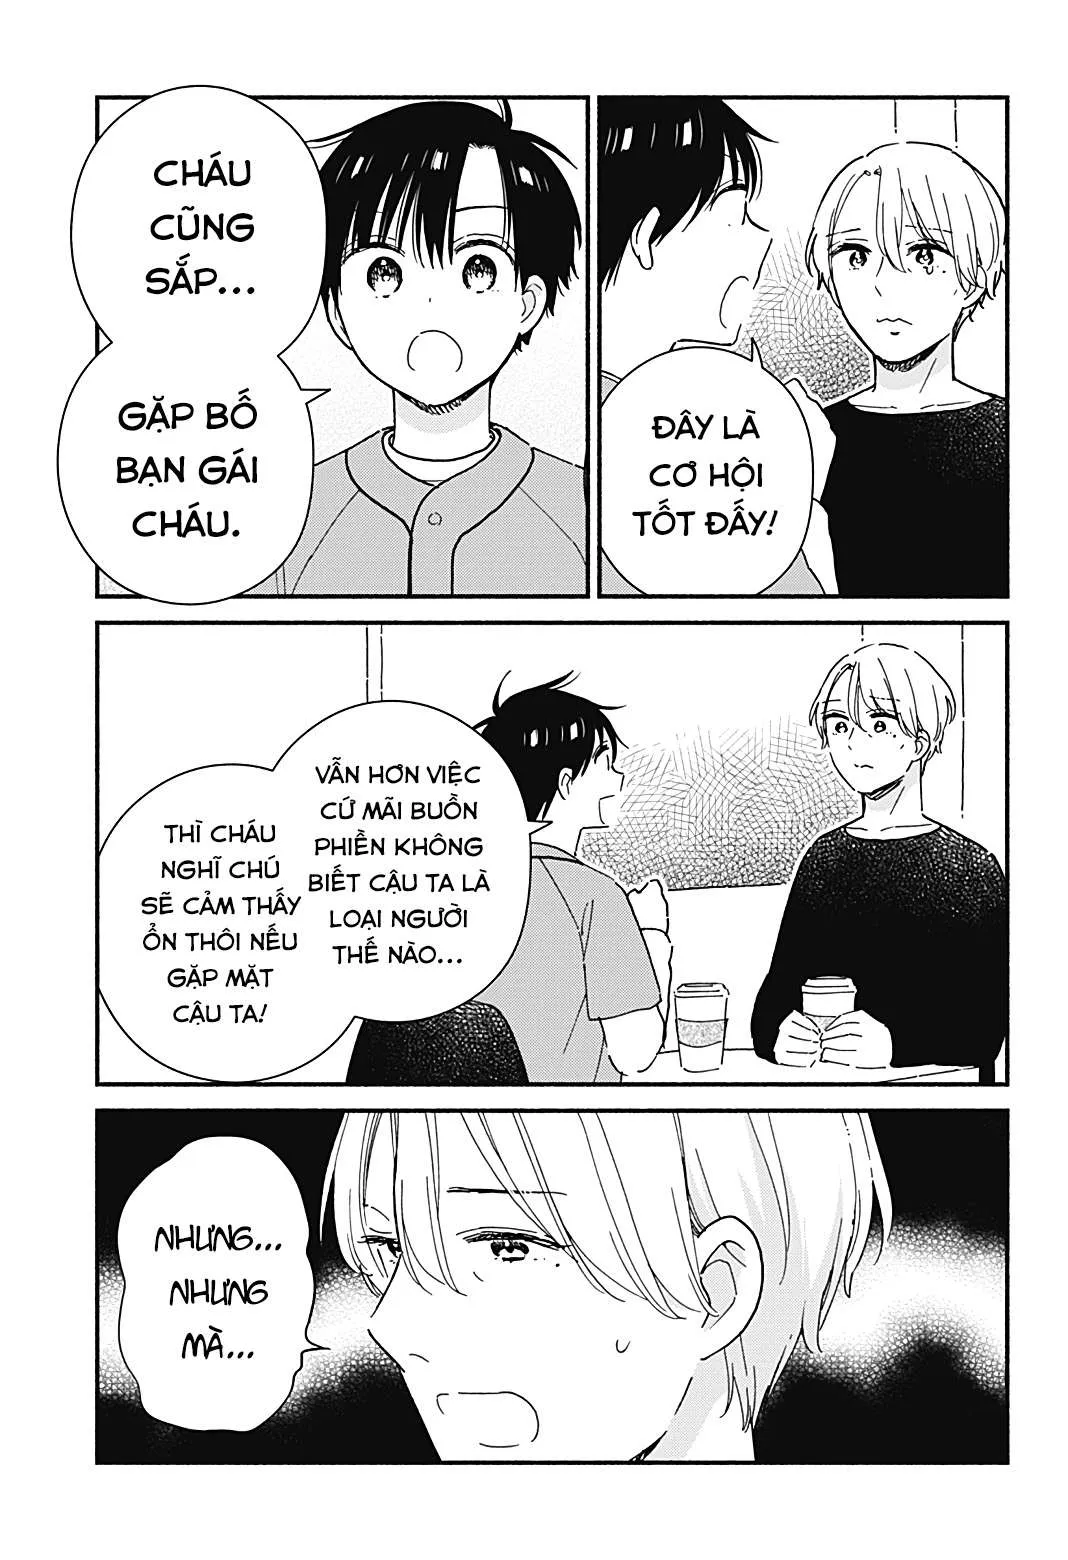 ĐÂY LÀ
CƠ HỘI
TỐT ĐẤY!
CHÁU
CŨNG
SẮP...
GẶP BỐ
BẠN GÁI
CHÁU.
VẪN HƠN VIỆC
CỨ MÃI BUỒN
PHIỀN KHÔNG
BIẾT CẬU TA LÀ
LOẠI NGƯỜI
THẾ NÀO...
THÌ CHÁU
NGHĨ CHÚ
SẼ CẢM THẤY
ỔN THÔI NẾU
GẶP MẶT
CẬU TA!
NHƯNG...
NHƯNG
MÀ...